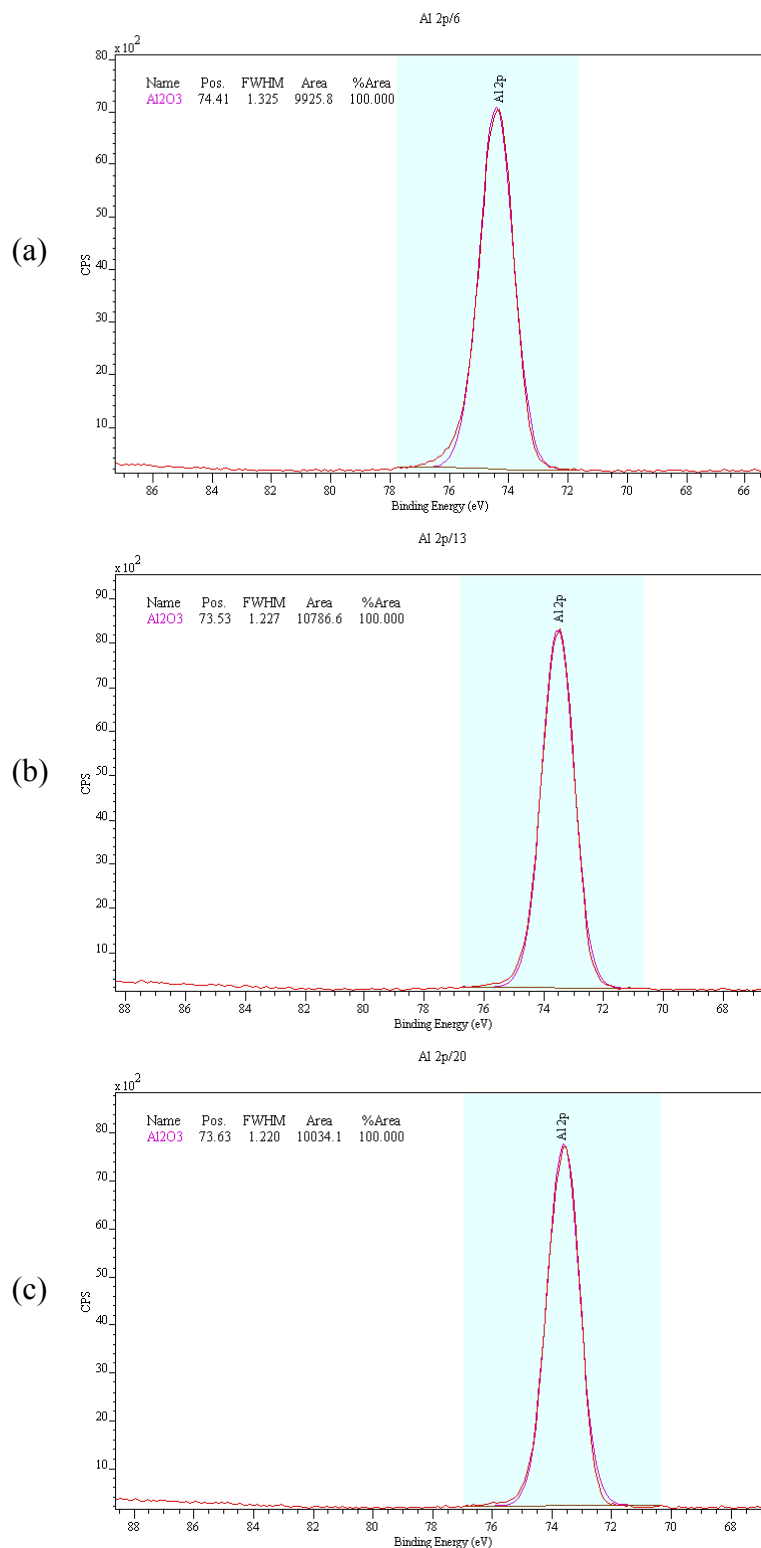 Al 2p/6
x 10²
80
Name Pos. FWHM Area %Area
Al2O3 74.41 1.325 9925.8 100.000
Al2p
70
60
50
(a)
CPS
40
30
20
10
86 84 82 80 78 76 74 72 70 68 66
Binding Energy (eV)
Al 2p/13
x 10²
90
Name Pos. FWHM Area %Area
Al2O3 73.53 1.227 10786.6 100.000
Al2p
80
70
60
(b)
CPS
50
40
30
20
10
88 86 84 82 80 78 76 74 72 70 68
Binding Energy (eV)
Al 2p/20
x 10²
Name Pos. FWHM Area %Area
Al2O3 73.63 1.220 10034.1 100.000
Al2p
80
70
60
50
(c)
CPS
40
30
20
10
88 86 84 82 80 78 76 74 72 70 68
Binding Energy (eV)